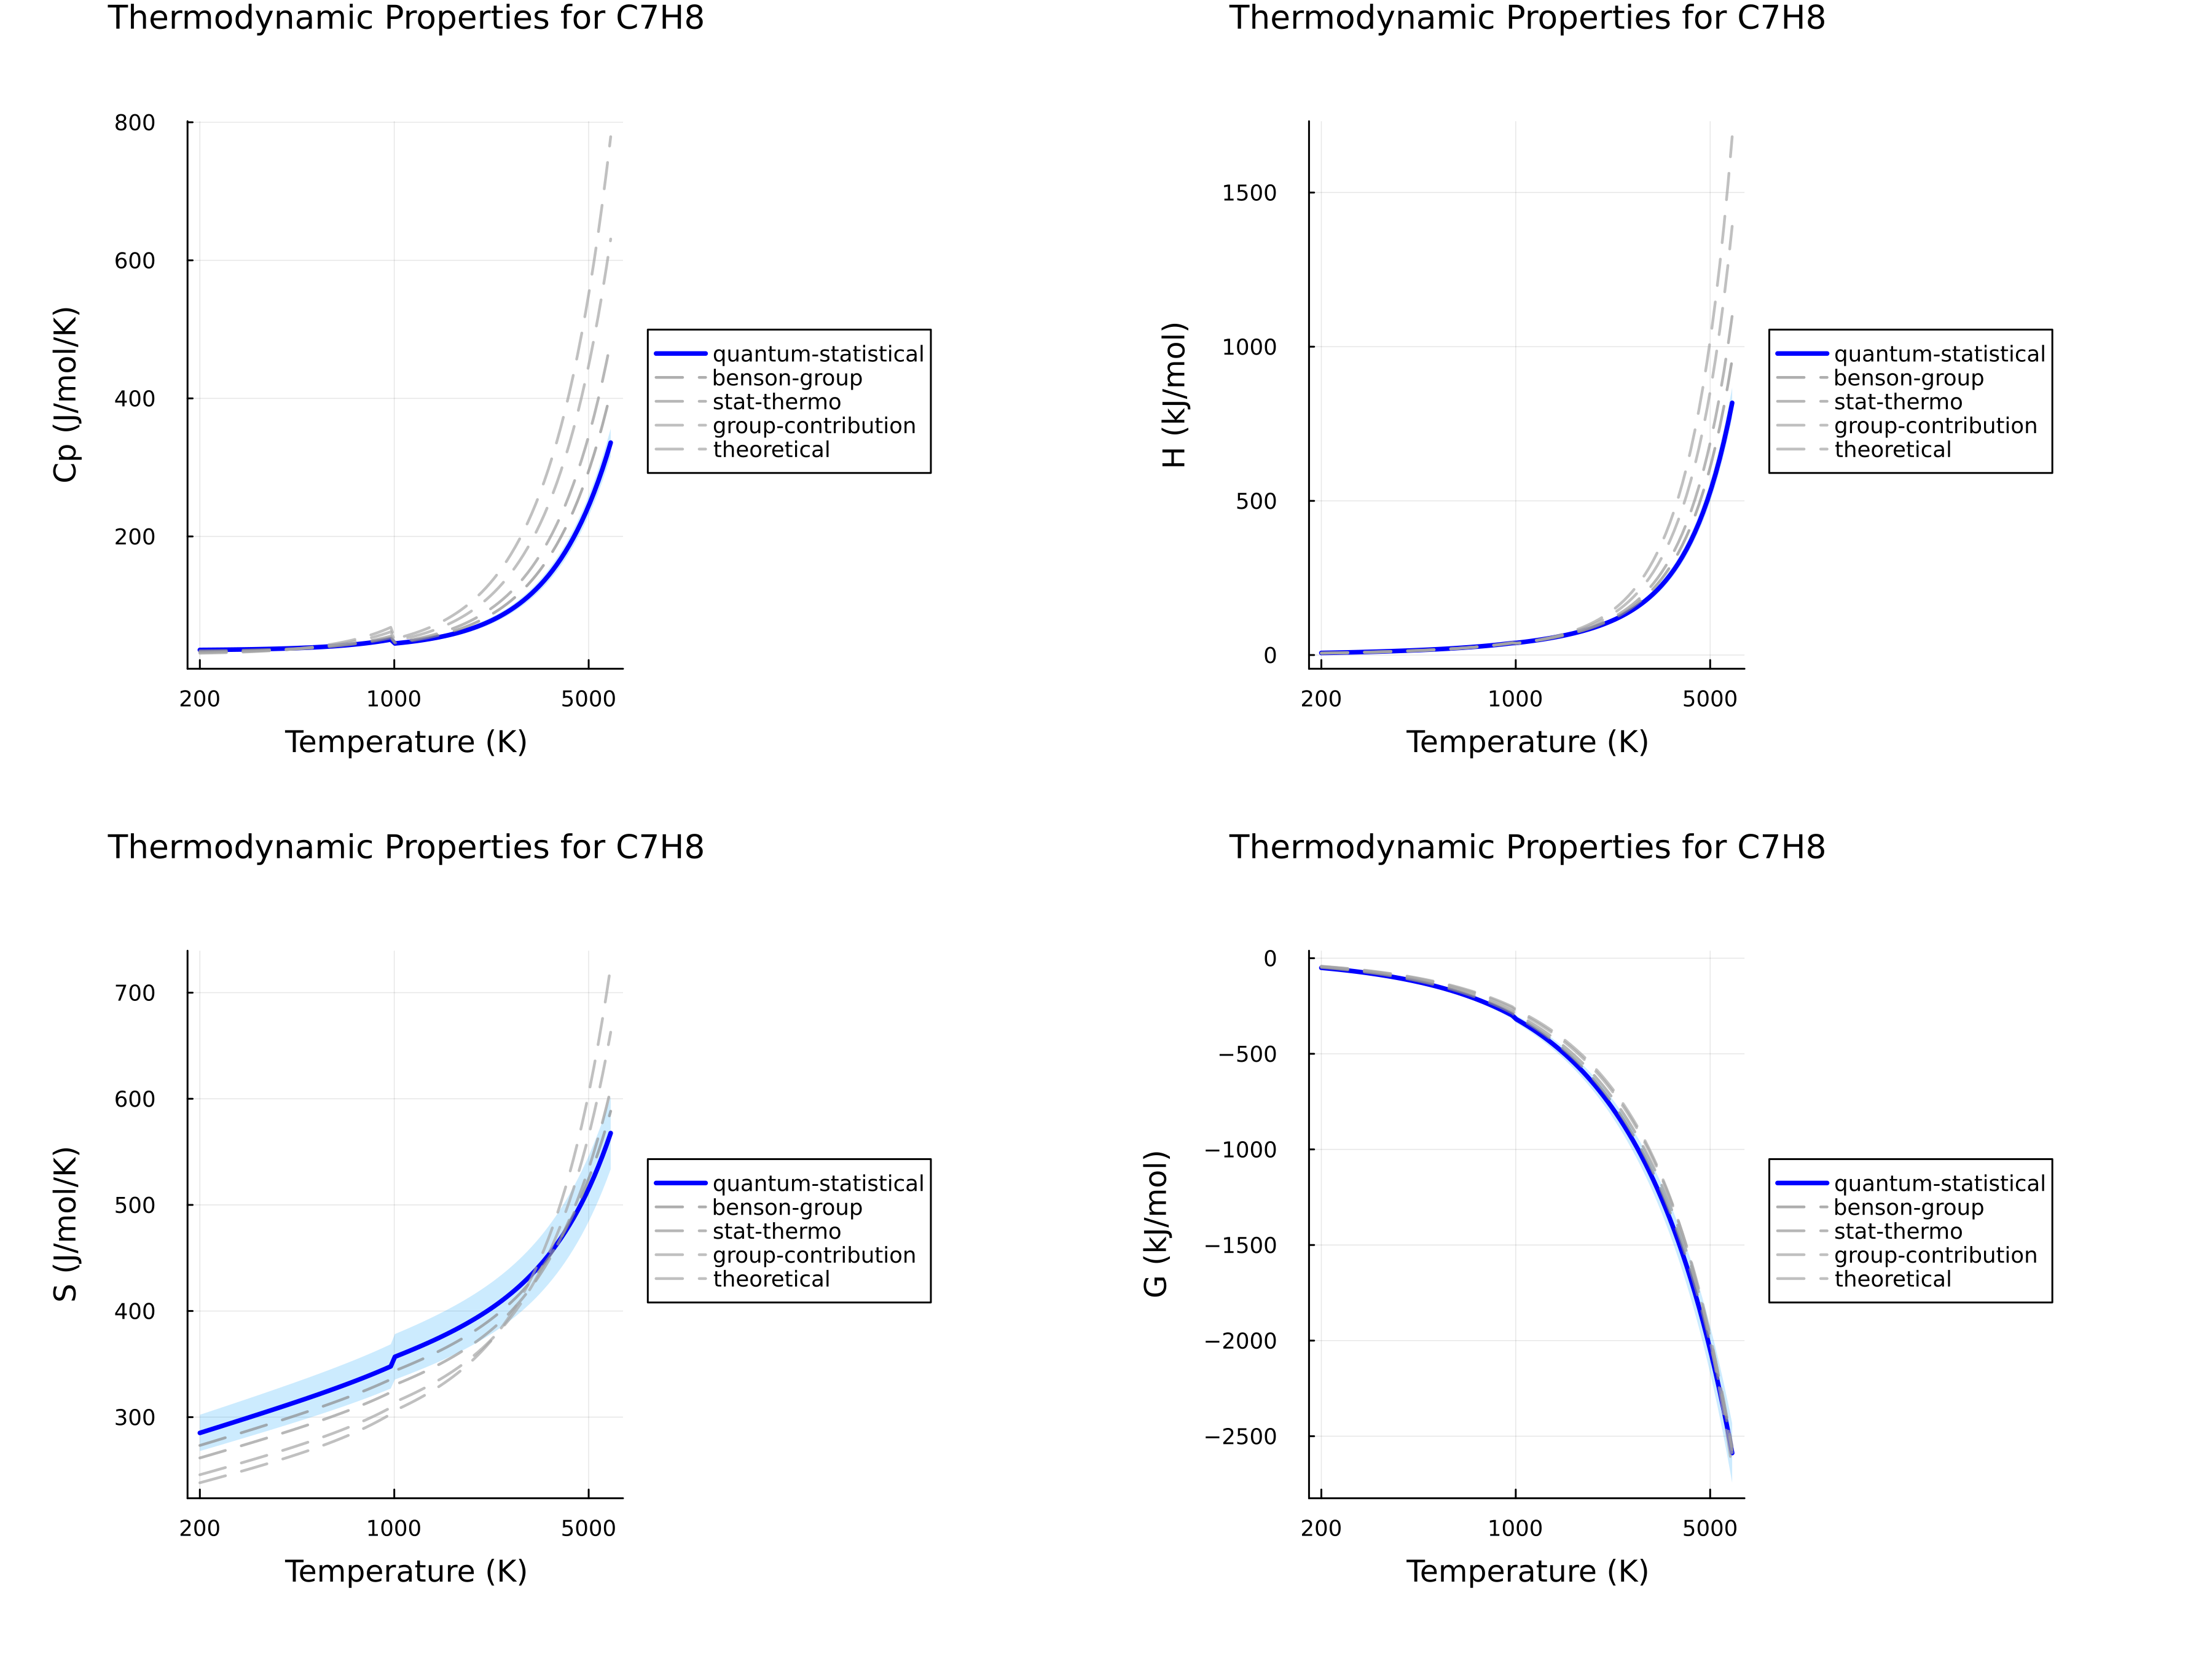 Thermodynamic Properties for C7H8
Cp (J/mol/K)
800
600
400
200
200 1000 5000
Temperature (K)
quantum-statistical
benson-group
stat-thermo
group-contribution
theoretical
Thermodynamic Properties for C7H8
H (kJ/mol)
1500
1000
500
0
200 1000 5000
Temperature (K)
quantum-statistical
benson-group
stat-thermo
group-contribution
theoretical
Thermodynamic Properties for C7H8
S (J/mol/K)
700
600
500
400
300
200 1000 5000
Temperature (K)
quantum-statistical
benson-group
stat-thermo
group-contribution
theoretical
Thermodynamic Properties for C7H8
G (kJ/mol)
0
−500
−1000
−1500
−2000
−2500
200 1000 5000
Temperature (K)
quantum-statistical
benson-group
stat-thermo
group-contribution
theoretical